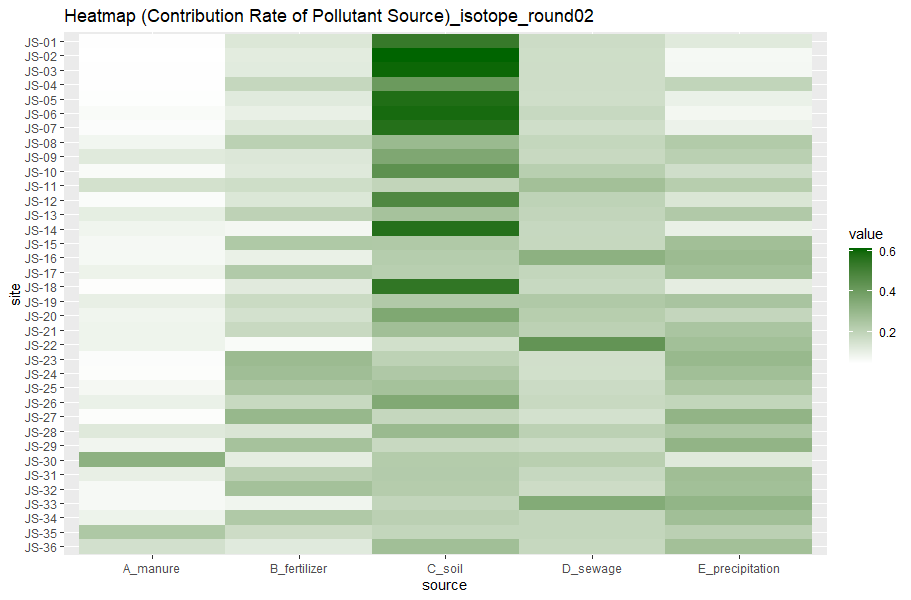 Heatmap (Contribution Rate of Pollutant Source)_isotope_round02
JS-01
JS-02
JS-03
JS-04
JS-05
JS-06
JS-07
JS-08
JS-09
JS-10
JS-11
JS-12
JS-13
JS-14
JS-15
JS-16
JS-17
JS-18
JS-19
JS-20
JS-21
JS-22
JS-23
JS-24
JS-25
JS-26
JS-27
JS-28
JS-29
JS-30
JS-31
JS-32
JS-33
JS-34
JS-35
JS-36
site
A_manure B_fertilizer C_soil D_sewage E_precipitation
source
value
0.6
0.4
0.2